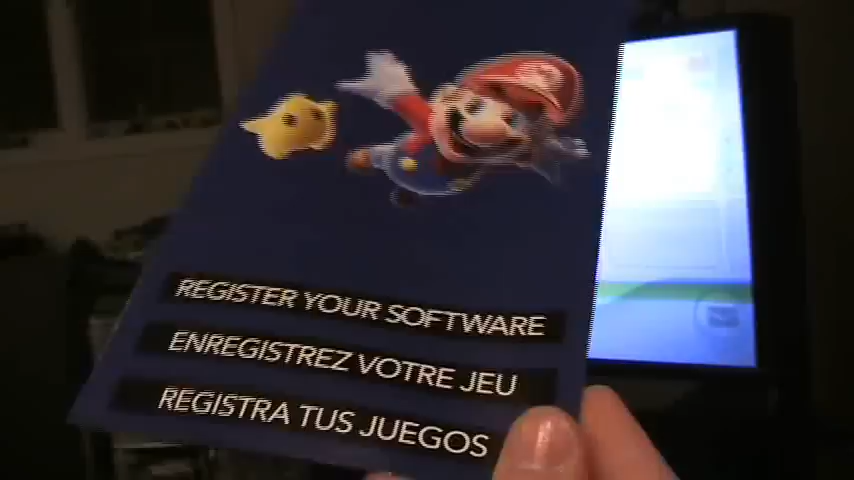 REGISTER YOUR SOFTWARE
ENREGISTREZ VOTRE JEU
REGISTRA TUS JUEGOS